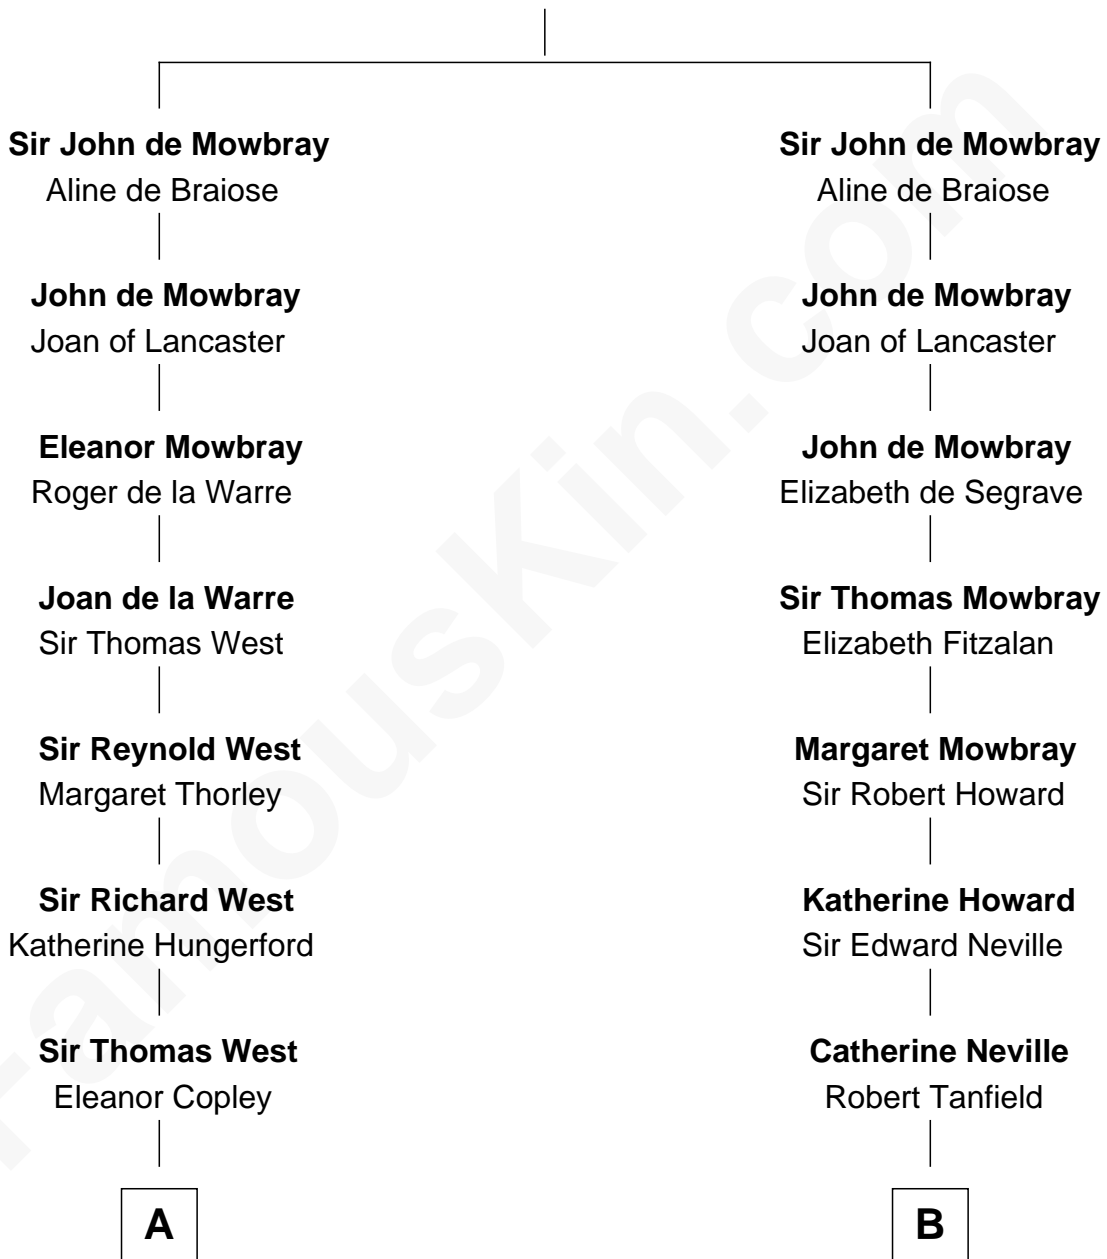 Sir John de Mowbray
Aline de Braiose
John de Mowbray
Joan of Lancaster
Eleanor Mowbray
Roger de la Warre
Joan de la Warre
Sir Thomas West
Sir Reynold West
Margaret Thorley
Sir Richard West
Katherine Hungerford
Sir Thomas West
Eleanor Copley
A
Sir John de Mowbray
Aline de Braiose
John de Mowbray
Joan of Lancaster
John de Mowbray
Elizabeth de Segrave
Sir Thomas Mowbray
Elizabeth Fitzalan
Margaret Mowbray
Sir Robert Howard
Katherine Howard
Sir Edward Neville
Catherine Neville
Robert Tanfield
B
FamousKin.com